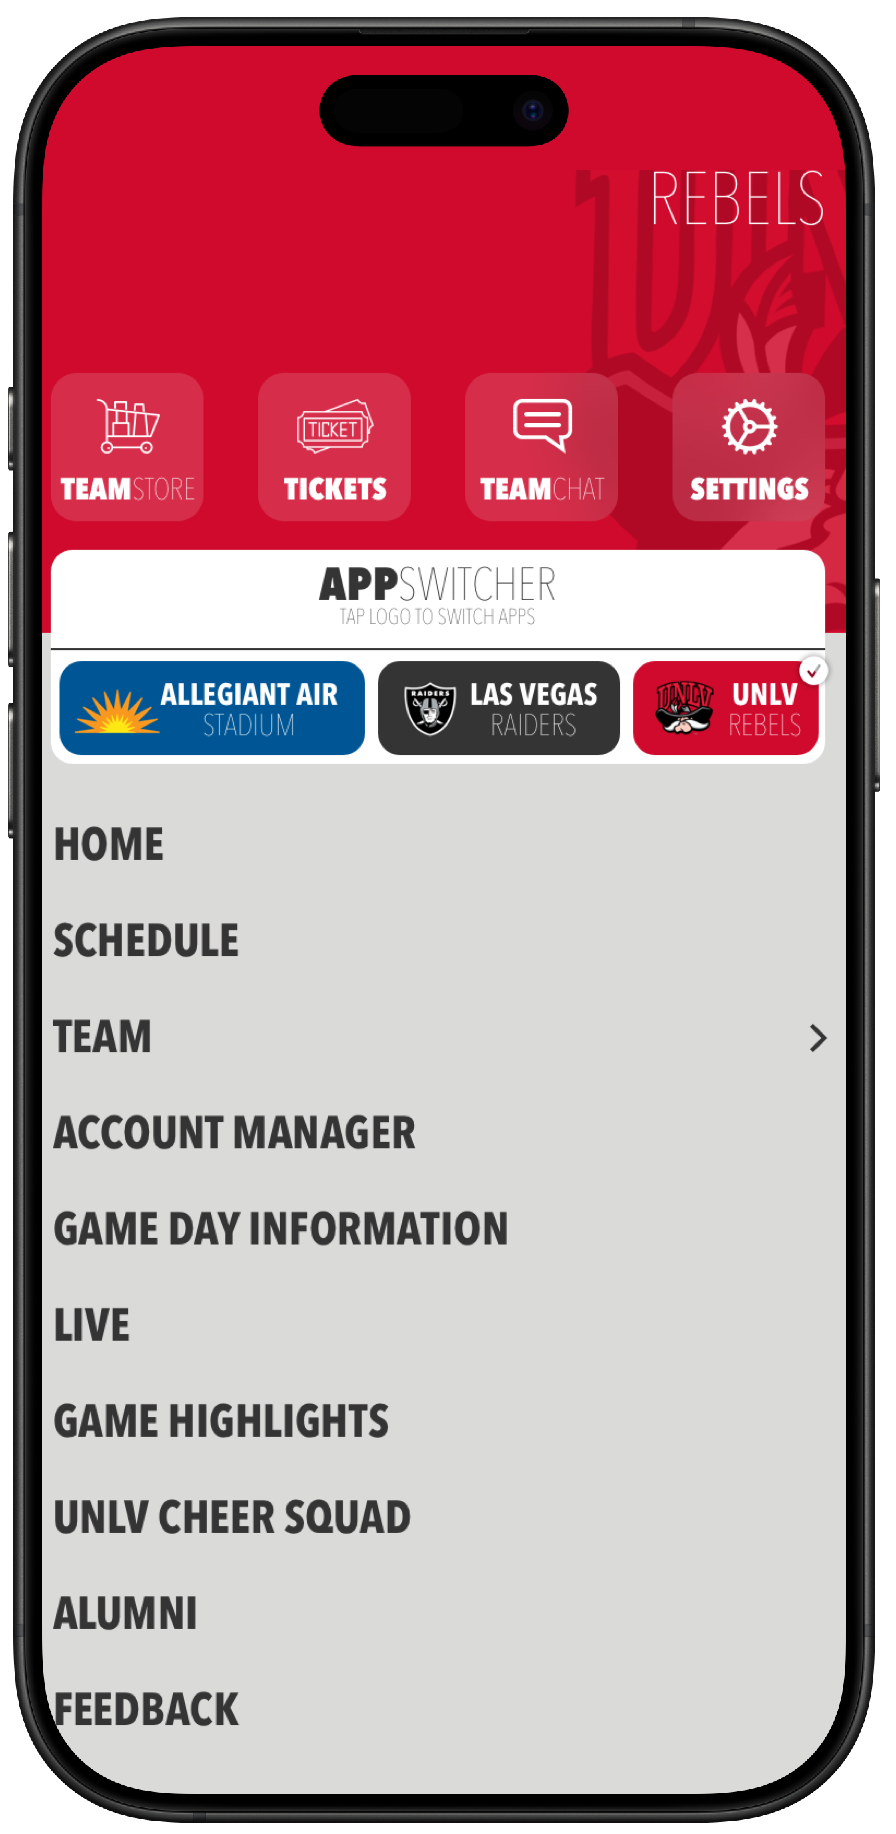 REBELS
UNLV
TICKET
TEAMSTORE
TICKETS
TEAMCHAT
SETTINGS
APPSWITCHER
TAP LOGO TO SWITCH APPS
ALLEGIANT AIR
STADIUM
RAIDERS
LAS VEGAS
RAIDERS
UNLV
UNLV
REBELS
HOME
SCHEDULE
TEAM
ACCOUNT MANAGER
GAME DAY INFORMATION
LIVE
GAME HIGHLIGHTS
UNLV CHEER SQUAD
ALUMNI
FEEDBACK